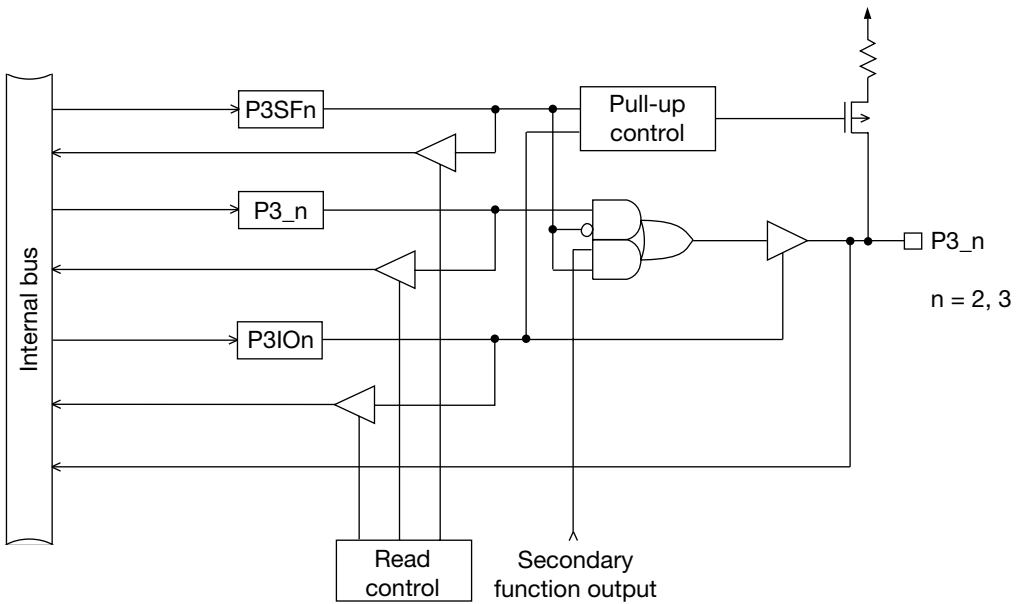 P3SFn
Pull-up
control
P3_n
P3_n
Internal bus
n = 2, 3
P3IOn
Read
control
Secondary
function output